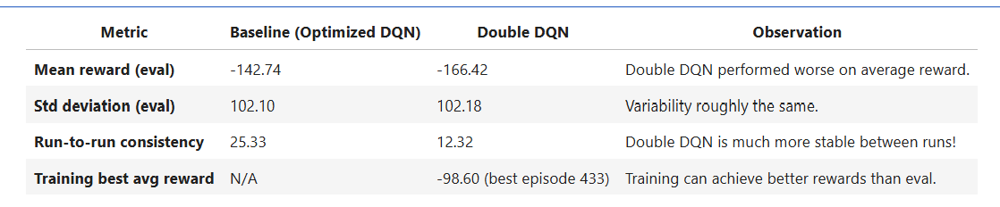 Metric Baseline (Optimized DQN) Double DQN Observation
Mean reward (eval) -142.74 -166.42 Double DQN performed worse on average reward.
Std deviation (eval) 102.10 102.18 Variability roughly the same.
Run-to-run consistency 25.33 12.32 Double DQN is much more stable between runs!
Training best avg reward N/A -98.60 (best episode 433) Training can achieve better rewards than eval.